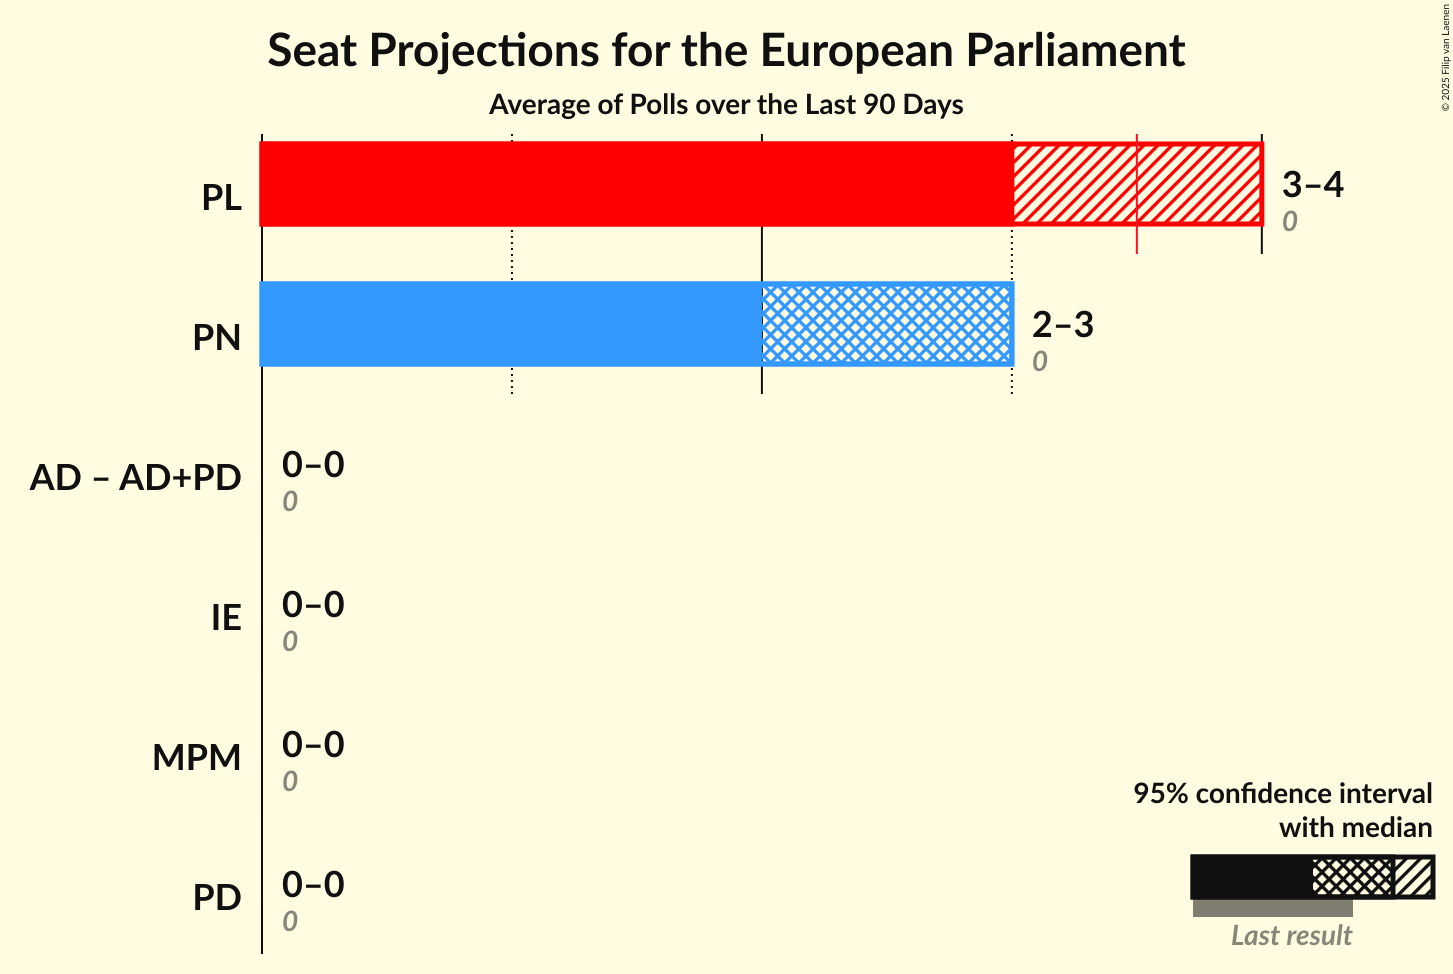 Seat Projections for the European Parliament
Average of Polls over the Last 90 Days
© 2025 Filip van Laenen
PL
3–4
0
PN
2–3
0
AD – AD+PD
0–0
0
IE
0–0
0
MPM
0–0
0
PD
0–0
0
95% confidence interval
with median
Last result